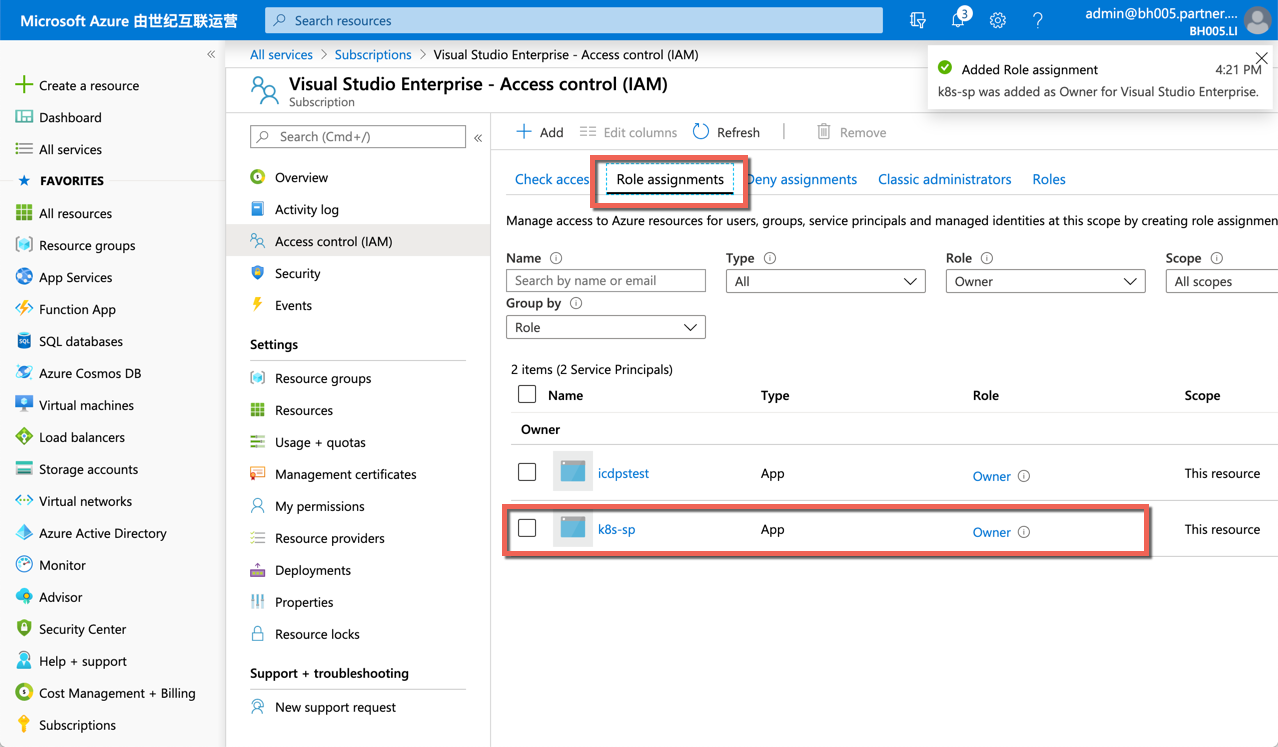 Microsoft Azure 由世纪互联运营
Search resources
3
admin@bh005.partner....
BH005.LI
All services > Subscriptions > Visual Studio Enterprise - Access control (IAM)
Added Role assignment 4:21 PM
k8s-sp was added as Owner for Visual Studio Enterprise.
Visual Studio Enterprise - Access control (IAM)
Subscription
Create a resource
Dashboard
All services
FAVORITES
All resources
Resource groups
App Services
Function App
SQL databases
Azure Cosmos DB
Virtual machines
Load balancers
Storage accounts
Virtual networks
Azure Active Directory
Monitor
Advisor
Security Center
Help + support
Cost Management + Billing
Subscriptions
Search (Cmd+/)
Overview
Activity log
Access control (IAM)
Security
Events
Settings
Resource groups
Resources
Usage + quotas
Management certificates
My permissions
Resource providers
Deployments
Properties
Resource locks
Support + troubleshooting
New support request
Add Edit columns Refresh Remove
Check acces Role assignments Deny assignments Classic administrators Roles
Manage access to Azure resources for users, groups, service principals and managed identities at this scope by creating role assignmen
Name Type Role Scope
Search by name or email All Owner All scopes
Group by
Role
2 items (2 Service Principals)
Name Type Role Scope
Owner
icdpstest App Owner This resource
k8s-sp App Owner This resource